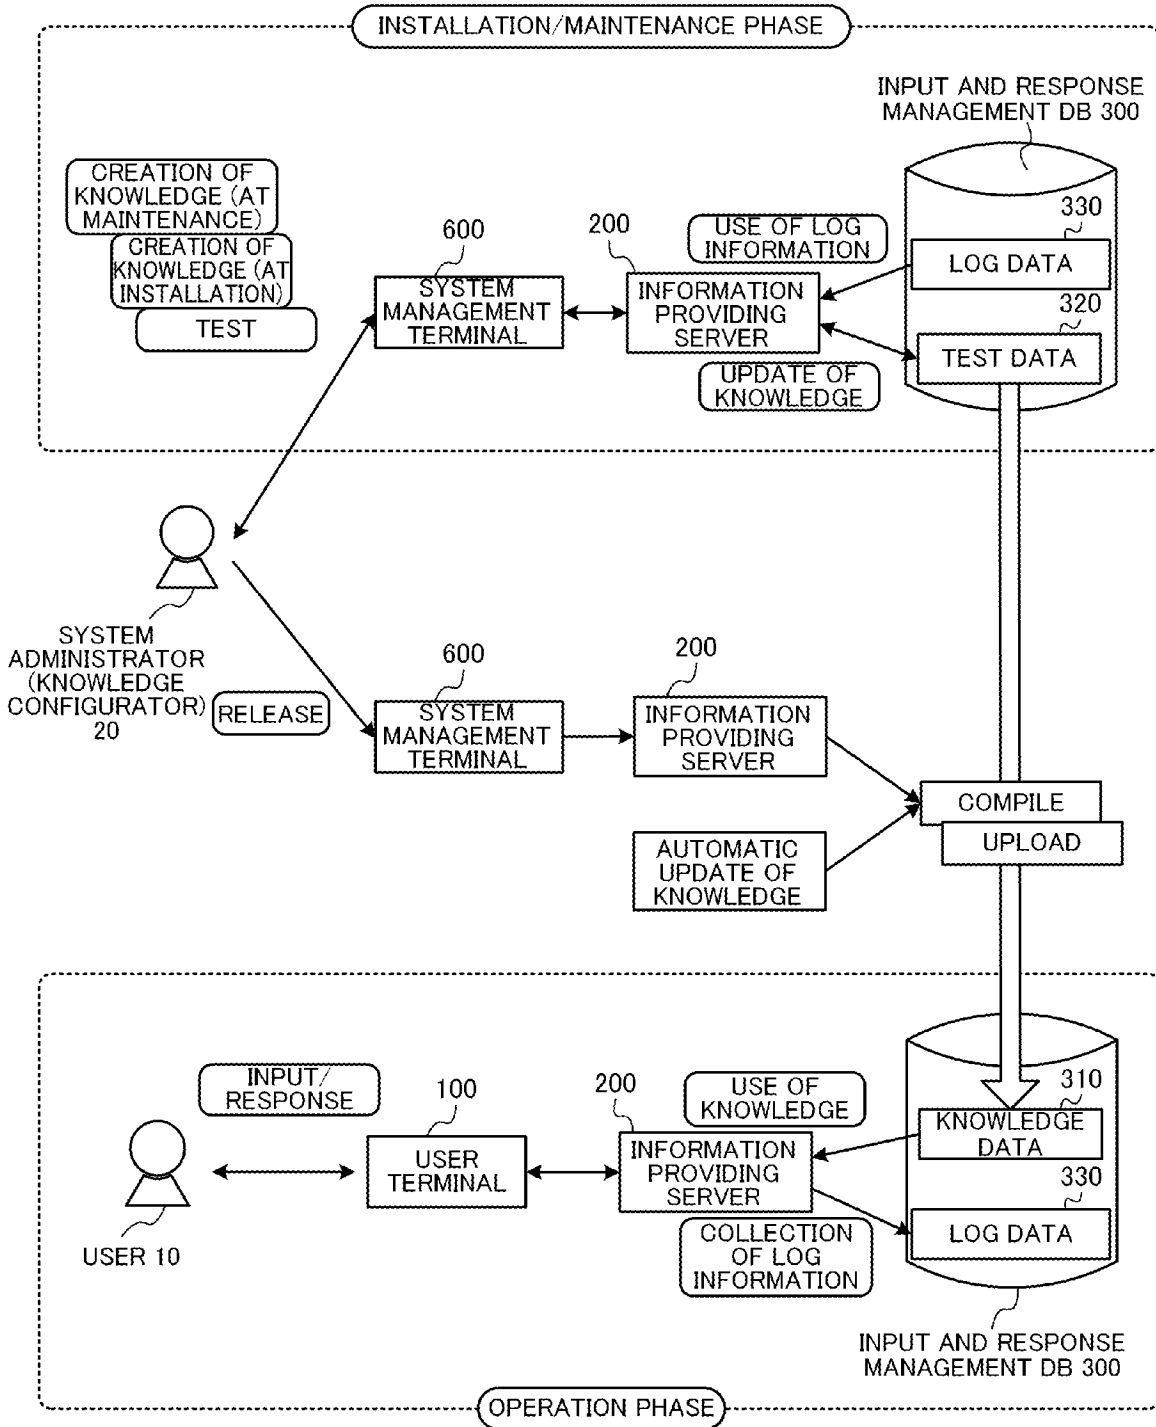 INSTALLATION/MAINTENANCE PHASE
INPUT AND RESPONSE
MANAGEMENT DB 300
CREATION OF
KNOWLEDGE (AT
MAINTENANCE)
CREATION OF
KNOWLEDGE (AT
INSTALLATION)
TEST
600
SYSTEM
MANAGEMENT
TERMINAL
200
INFORMATION
PROVIDING
SERVER
USE OF LOG
INFORMATION
UPDATE OF
KNOWLEDGE
330
LOG DATA
320
TEST DATA
SYSTEM
ADMINISTRATOR
(KNOWLEDGE
CONFIGURATOR)
20
RELEASE
600
SYSTEM
MANAGEMENT
TERMINAL
200
INFORMATION
PROVIDING
SERVER
AUTOMATIC
UPDATE OF
KNOWLEDGE
COMPILE
UPLOAD
INPUT/
RESPONSE
USER 10
100
USER
TERMINAL
200
INFORMATION
PROVIDING
SERVER
USE OF
KNOWLEDGE
COLLECTION
OF LOG
INFORMATION
310
KNOWLEDGE
DATA
330
LOG DATA
INPUT AND RESPONSE
MANAGEMENT DB 300
OPERATION PHASE